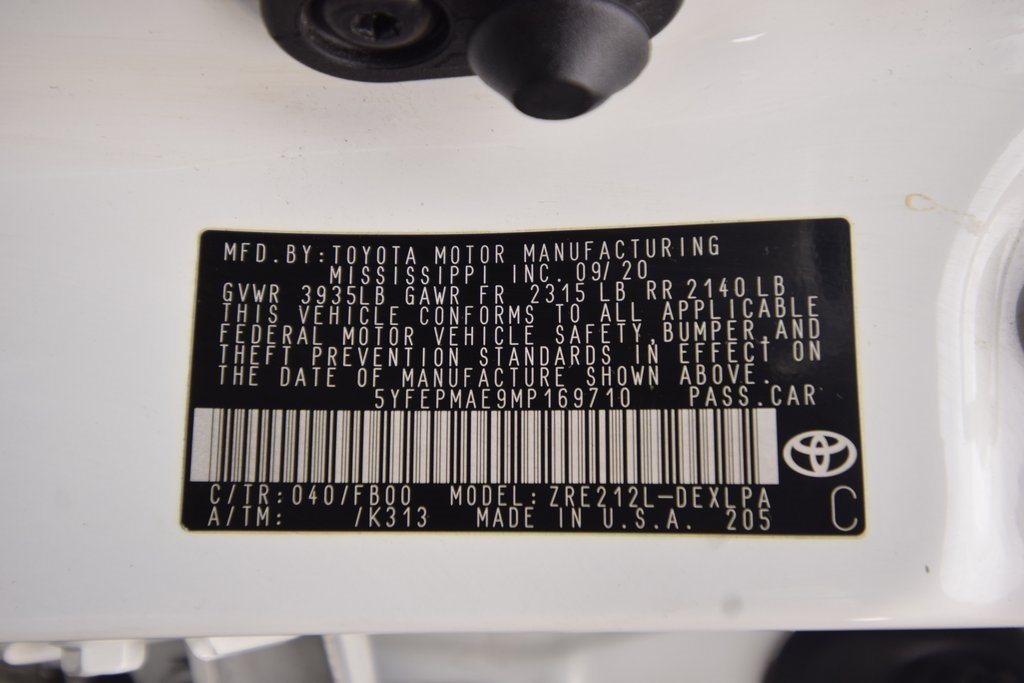 MFD.BY:TOYOTA MOTOR MANUFACTURING
MISSISSIPPI INC. 09/20
GVWR 3935LB GAWR FR 2315 LB RR 2140 LB
THIS VEHICLE CONFORMS TO ALL APPLICABLE
FEDERAL MOTOR VEHICLE SAFETY,BUMPER,AND
THEFT PREVENTION STANDARDS IN EFFECT ON
THE DATE OF MANUFACTURE SHOWN ABOVE.
5YFEPMAE9MP169710 PASS.CAR
C/TR:040/FB00 MODEL:ZRE212L-DEXLPA
A/TM: /K313 MADE IN U.S.A. 205 C